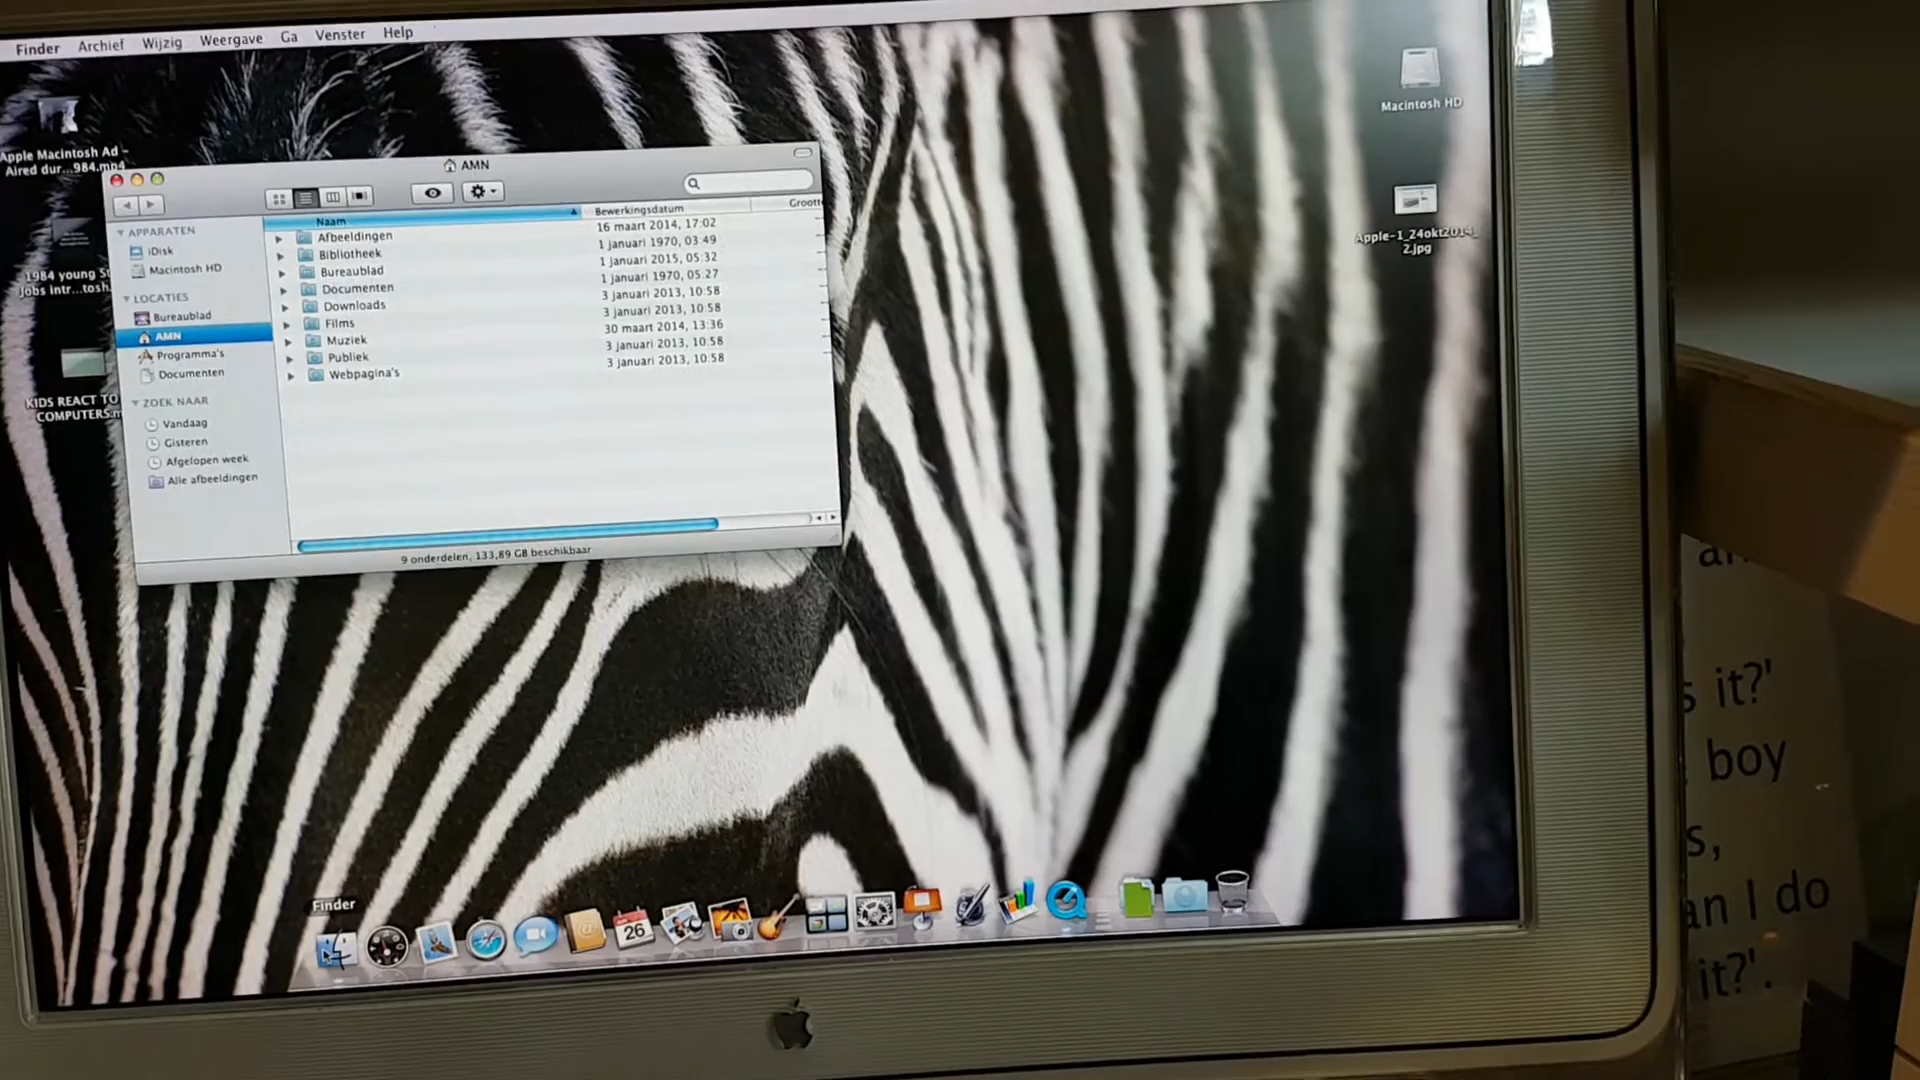 Finder Archief Wijzig Weergave Ga Venster Help
Macintosh HD
Apple Macintosh Ad -
Aired dur...984.mp4
AMN
APPARATEN
iDisk
Macintosh HD
LOCATIES
Bureaublad
AMN
Programma's
Documenten
ZOEK NAAR
Vandaag
Gisteren
Afgelopen week
Alle afbeeldingen
Naam Bewerkingsdatum Groott
Afbeeldingen 16 maart 2014, 17:02
Bibliotheek 1 januari 1970, 03:49
Bureaublad 1 januari 2015, 05:32
Documenten 1 januari 1970, 05:27
Downloads 3 januari 2013, 10:58
Films 3 januari 2013, 10:58
Muziek 30 maart 2014, 13:36
Publiek 3 januari 2013, 10:58
Webpagina's 3 januari 2013, 10:58
9 onderdelen, 133,89 GB beschikbaar
1984 young St
Jobs intr...tosh.
KIDS REACT TO
COMPUTERS.m
Apple-1_24okt2014_
2.jpg
Finder
26
s it?'
boy
s,
an I do
it?'.